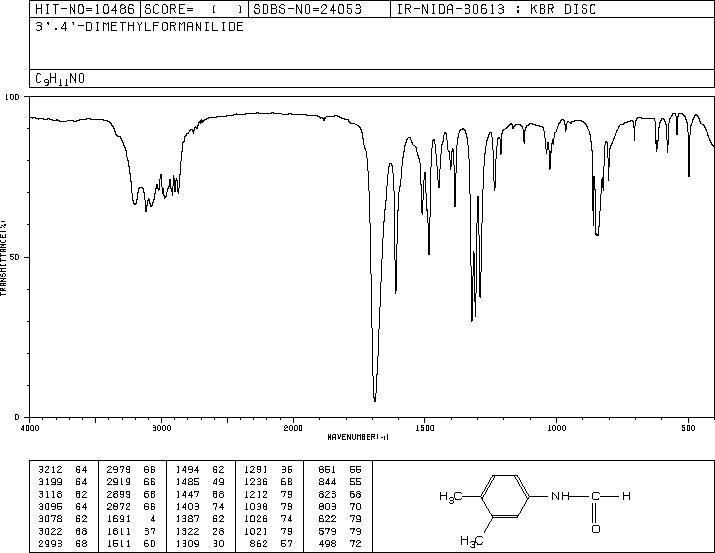 HIT-NO=10486 SCORE= ( ) SDBS-NO=24053 IR-NIDA-30613 : KBR DISC
3',4'-DIMETHYLFORMANILIDE
C9H11NO
100
50
0
TRANSMITTANCE(%)
4000 3000 2000 1500 1000 500
WAVENUMBER(-1)
3212 64 2979 66 1494 62 1291 36 851 55
3199 64 2919 66 1485 49 1236 68 844 55
3118 62 2899 66 1447 68 1212 79 823 68
3095 64 2872 66 1403 74 1038 79 803 70
3078 62 1691 4 1387 62 1026 74 622 79
3022 68 1611 37 1322 28 1021 79 579 79
2993 68 1511 60 1309 30 862 57 498 72
H3C NH C H
H3C O